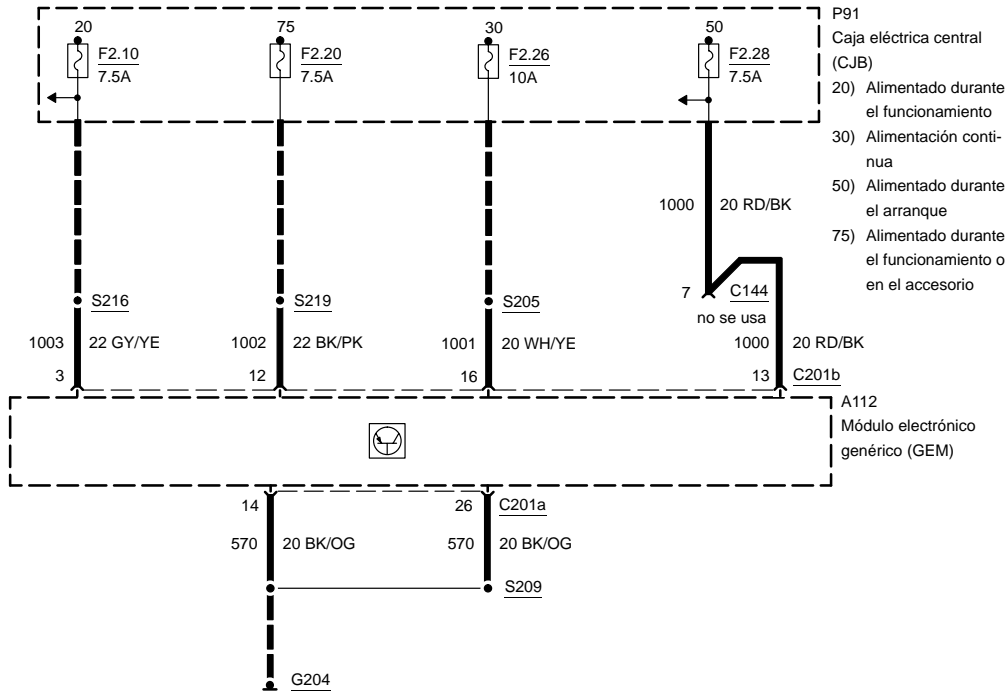 20
75
30
50
P91
Caja eléctrica central
(CJB)
20) Alimentado durante
el funcionamiento
30) Alimentación conti-
nua
50) Alimentado durante
el arranque
75) Alimentado durante
el funcionamiento o
en el accesorio
F2.10
7.5A
F2.20
7.5A
F2.26
10A
F2.28
7.5A
1000 20 RD/BK
S216
S219
S205
7 C144
no se usa
1003 22 GY/YE
1002 22 BK/PK
1001 20 WH/YE
1000 20 RD/BK
3
12
16
13 C201b
A112
Módulo electrónico
genérico (GEM)
14
26 C201a
570 20 BK/OG
570 20 BK/OG
S209
G204